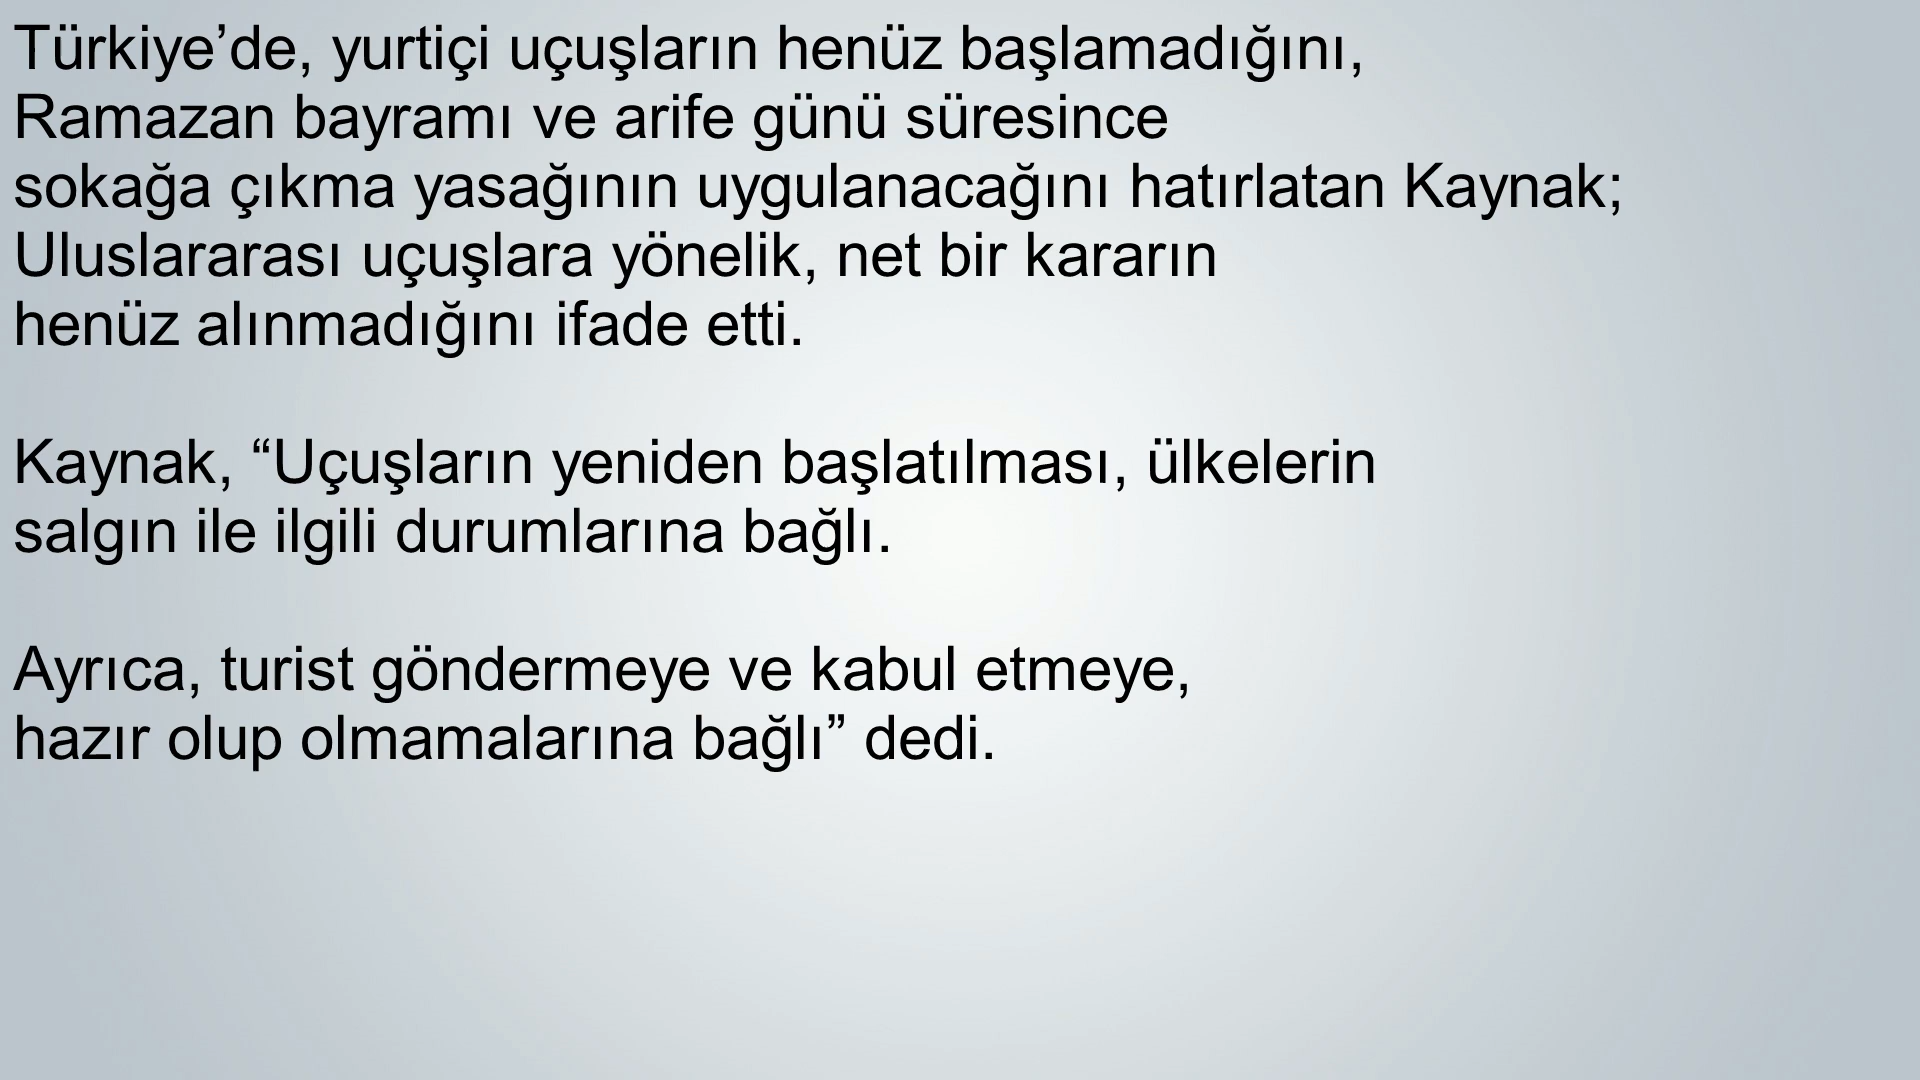 Türkiye’de, yurtiçi uçuşların henüz başlamadığını,
Ramazan bayramı ve arife günü süresince
sokağa çıkma yasağının uygulanacağını hatırlatan Kaynak;
Uluslararası uçuşlara yönelik, net bir kararın
henüz alınmadığını ifade etti.
Kaynak, “Uçuşların yeniden başlatılması, ülkelerin
salgın ile ilgili durumlarına bağlı.
Ayrıca, turist göndermeye ve kabul etmeye,
hazır olup olmamalarına bağlı” dedi.